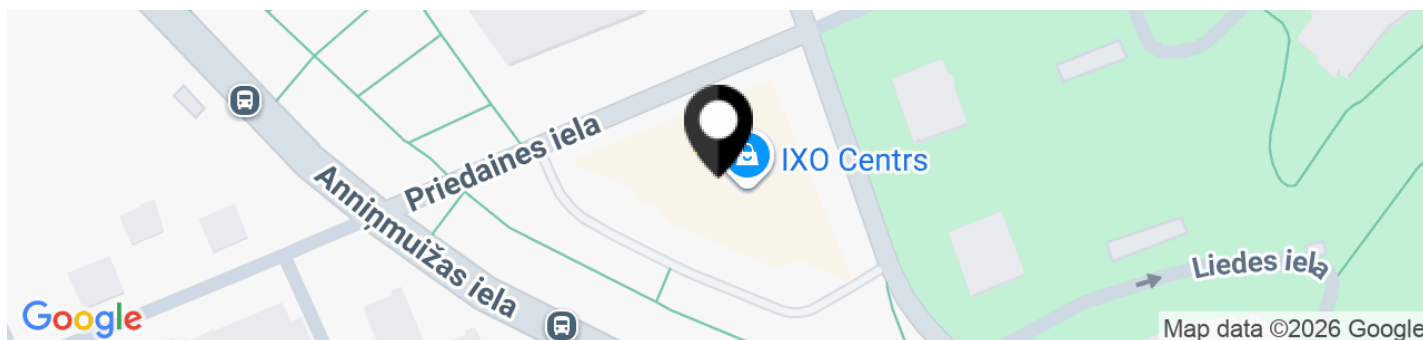 Priedaines iela
IXO Centrs
Anniņmuižas iela
Liedes iela
Google
Map data ©2026 Google